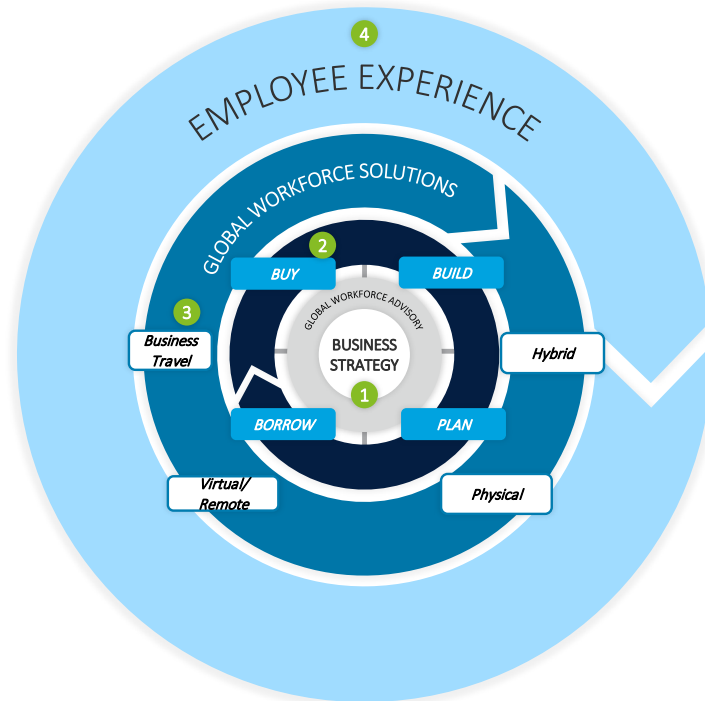 4
EMPLOYEE EXPERIENCE
GLOBAL WORKFORCE SOLUTIONS
2
BUY
BUILD
GLOBAL WORKFORCE ADVISORY
3
Business
Travel
BUSINESS
STRATEGY
Hybrid
1
BORROW
PLAN
Virtual/
Remote
Physical